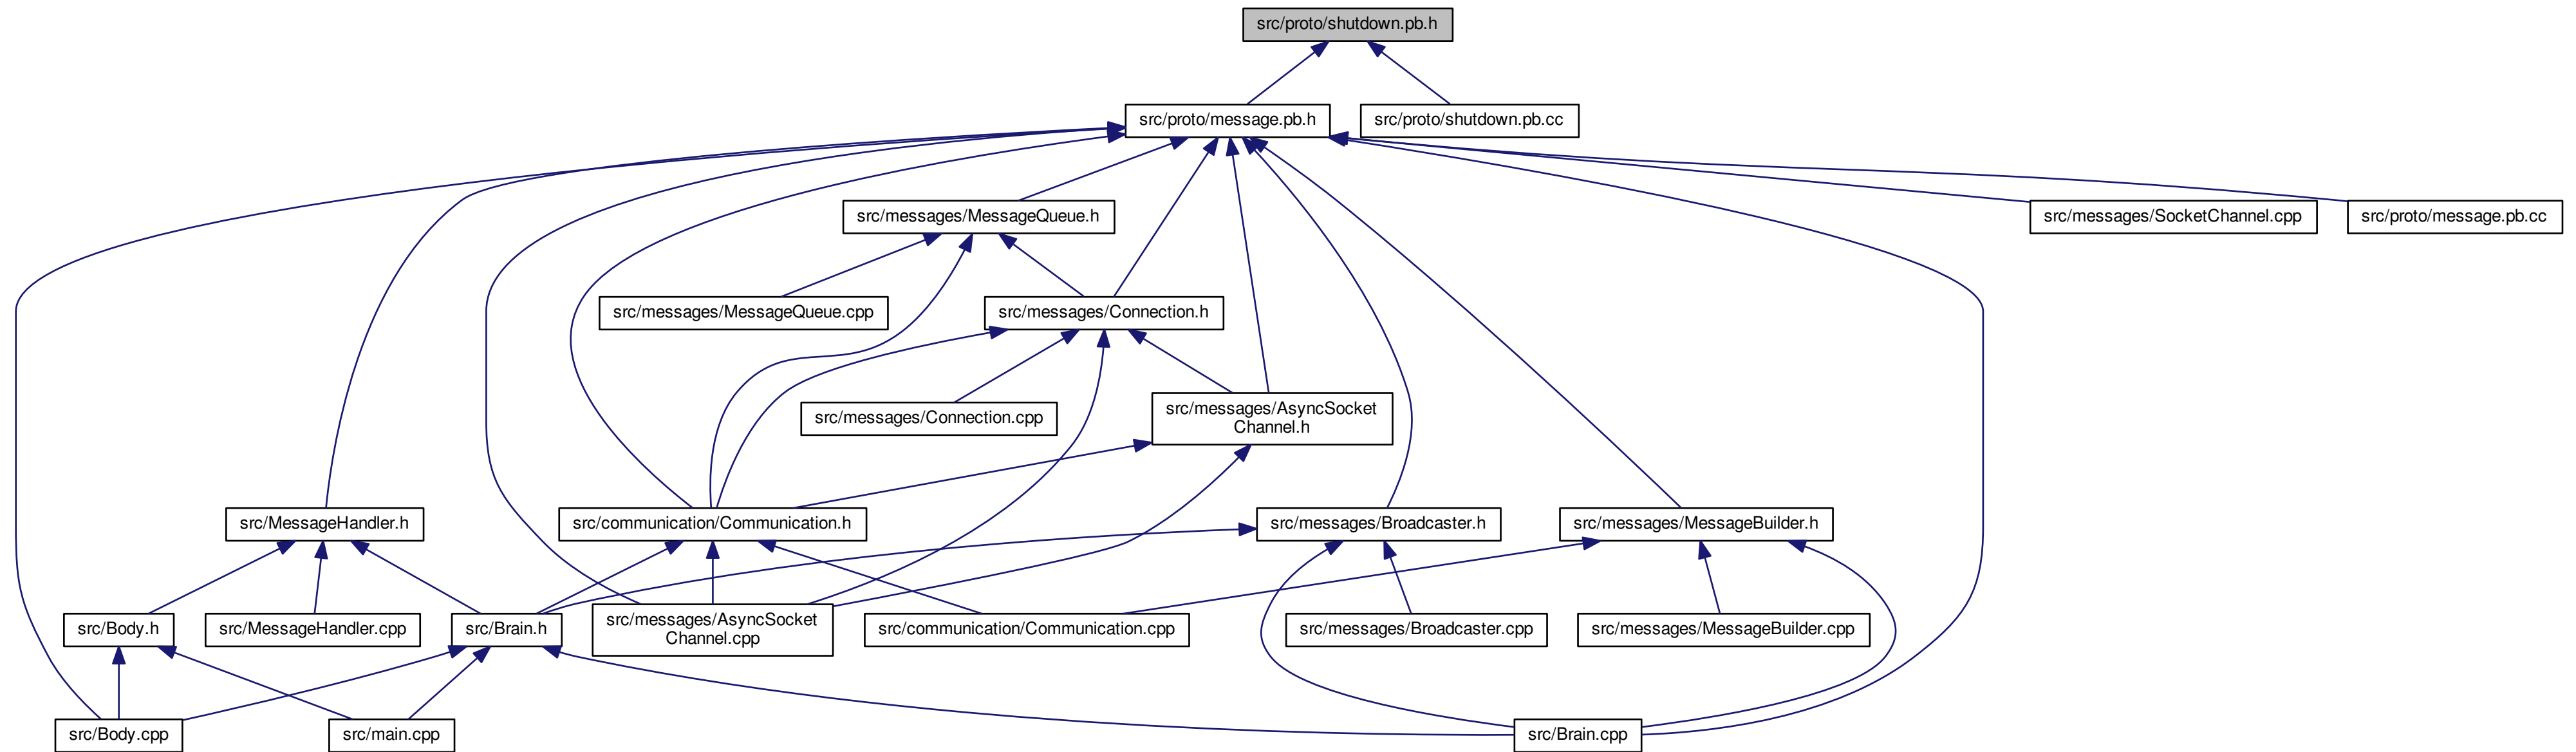 src/proto/shutdown.pb.h
src/proto/message.pb.h
src/proto/shutdown.pb.cc
src/messages/MessageQueue.h
src/messages/SocketChannel.cpp
src/proto/message.pb.cc
src/messages/MessageQueue.cpp
src/messages/Connection.h
src/messages/Connection.cpp
src/messages/AsyncSocket
Channel.h
src/MessageHandler.h
src/communication/Communication.h
src/messages/Broadcaster.h
src/messages/MessageBuilder.h
src/Body.h
src/MessageHandler.cpp
src/Brain.h
src/messages/AsyncSocket
Channel.cpp
src/communication/Communication.cpp
src/messages/Broadcaster.cpp
src/messages/MessageBuilder.cpp
src/Body.cpp
src/main.cpp
src/Brain.cpp